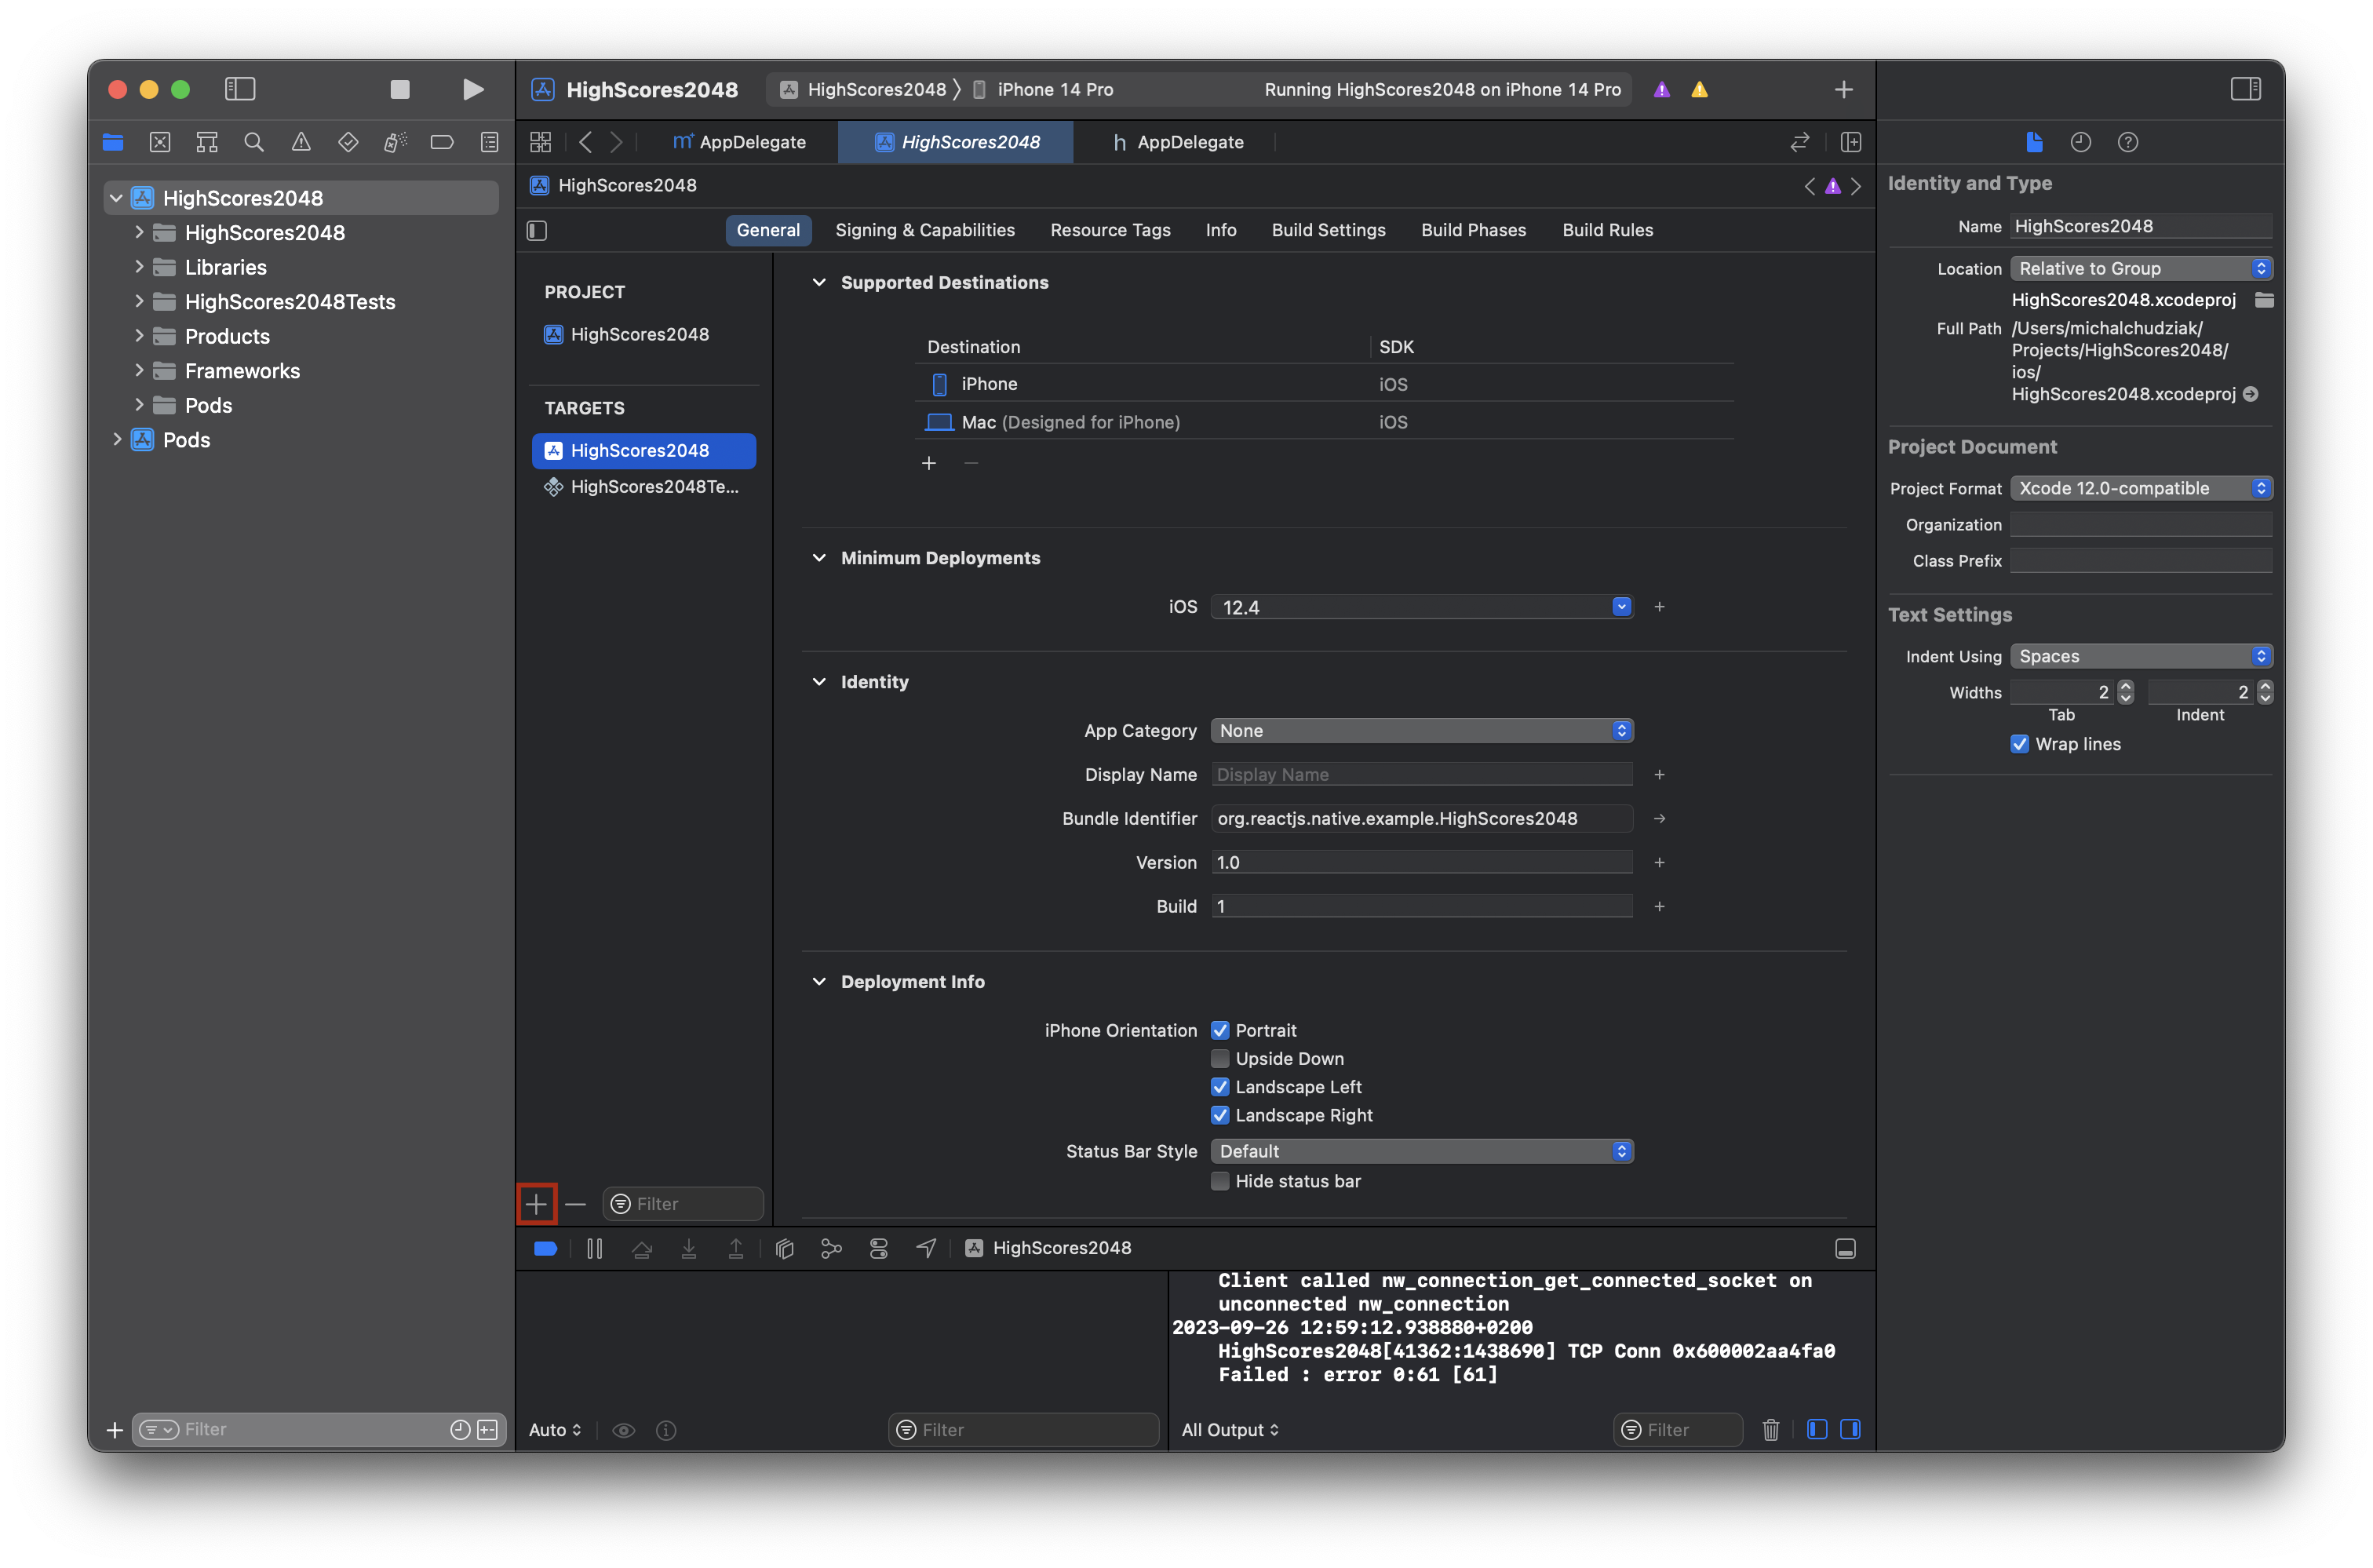 HighScores2048
HighScores2048 iPhone 14 Pro Running HighScores2048 on iPhone 14 Pro
HighScores2048
HighScores2048
Libraries
HighScores2048Tests
Products
Frameworks
Pods
Pods
Filter
m AppDelegate
HighScores2048
h AppDelegate
HighScores2048
General Signing & Capabilities Resource Tags Info Build Settings Build Phases Build Rules
PROJECT
HighScores2048
TARGETS
HighScores2048
HighScores2048Te...
Filter
Supported Destinations
Destination SDK
iPhone iOS
Mac (Designed for iPhone) iOS
Minimum Deployments
iOS 12.4
Identity
App Category None
Display Name Display Name
Bundle Identifier org.reactjs.native.example.HighScores2048
Version 1.0
Build 1
Deployment Info
iPhone Orientation Portrait
Upside Down
Landscape Left
Landscape Right
Status Bar Style Default
Hide status bar
HighScores2048
Client called nw_connection_get_connected_socket on
unconnected nw_connection
2023-09-26 12:59:12.938880+0200
HighScores2048[41362:1438690] TCP Conn 0x600002aa4fa0
Failed : error 0:61 [61]
Auto Filter
All Output Filter
Identity and Type
Name HighScores2048
Location Relative to Group
HighScores2048.xcodeproj
Full Path /Users/michalchudziak/
Projects/HighScores2048/
ios/
HighScores2048.xcodeproj
Project Document
Project Format Xcode 12.0-compatible
Organization
Class Prefix
Text Settings
Indent Using Spaces
Widths 2 2
Tab Indent
Wrap lines